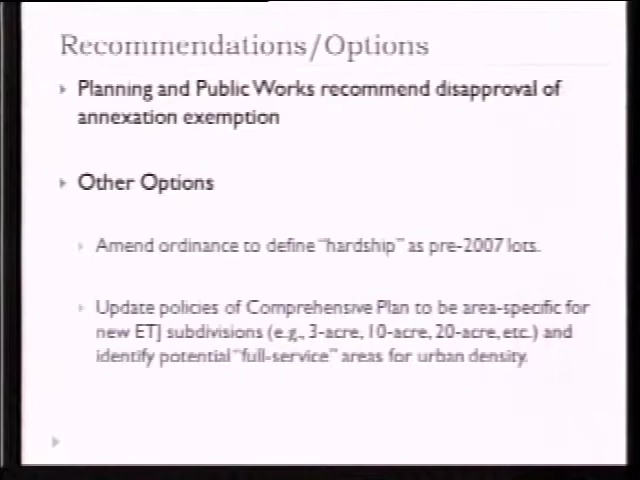 Recommendations/Options
Planning and Public Works recommend disapproval of
annexation exemption
Other Options
Amend ordinance to define "hardship" as pre-2007 lots.
Update policies of Comprehensive Plan to be area-specific for
new ETJ subdivisions (e.g., 3-acre, 10-acre, 20-acre, etc.) and
identify potential "full-service" areas for urban density.